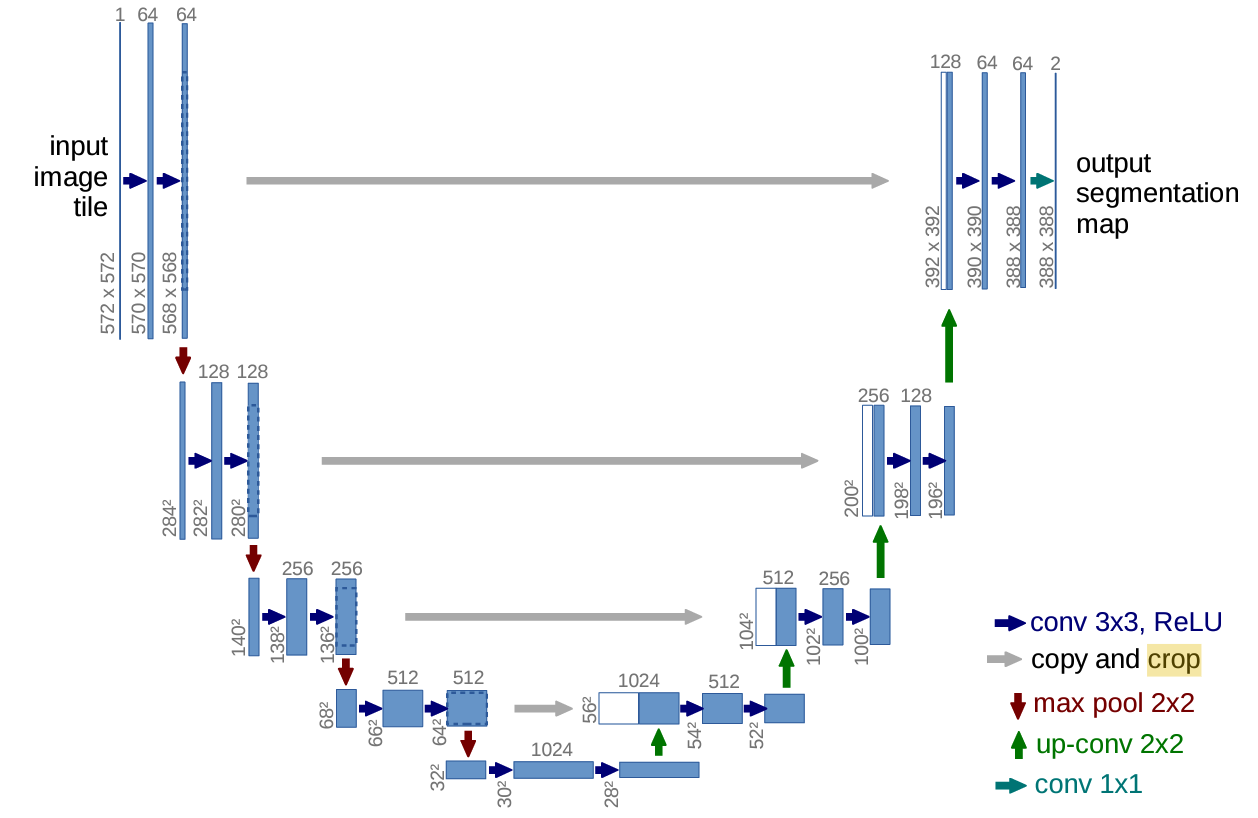 1 64 64
input
image
tile
572 x 572
570 x 570
568 x 568
128 64 64 2
output
segmentation
map
392 x 392
390 x 390
388 x 388
388 x 388
128 128
284²
282²
280²
256 128
200²
198²
196²
256 256
140²
138²
136²
512 256
104²
102²
100²
512 512
68²
66²
64²
1024 512
56²
54²
52²
1024
32²
30²
28²
conv 3x3, ReLU
copy and crop
max pool 2x2
up-conv 2x2
conv 1x1